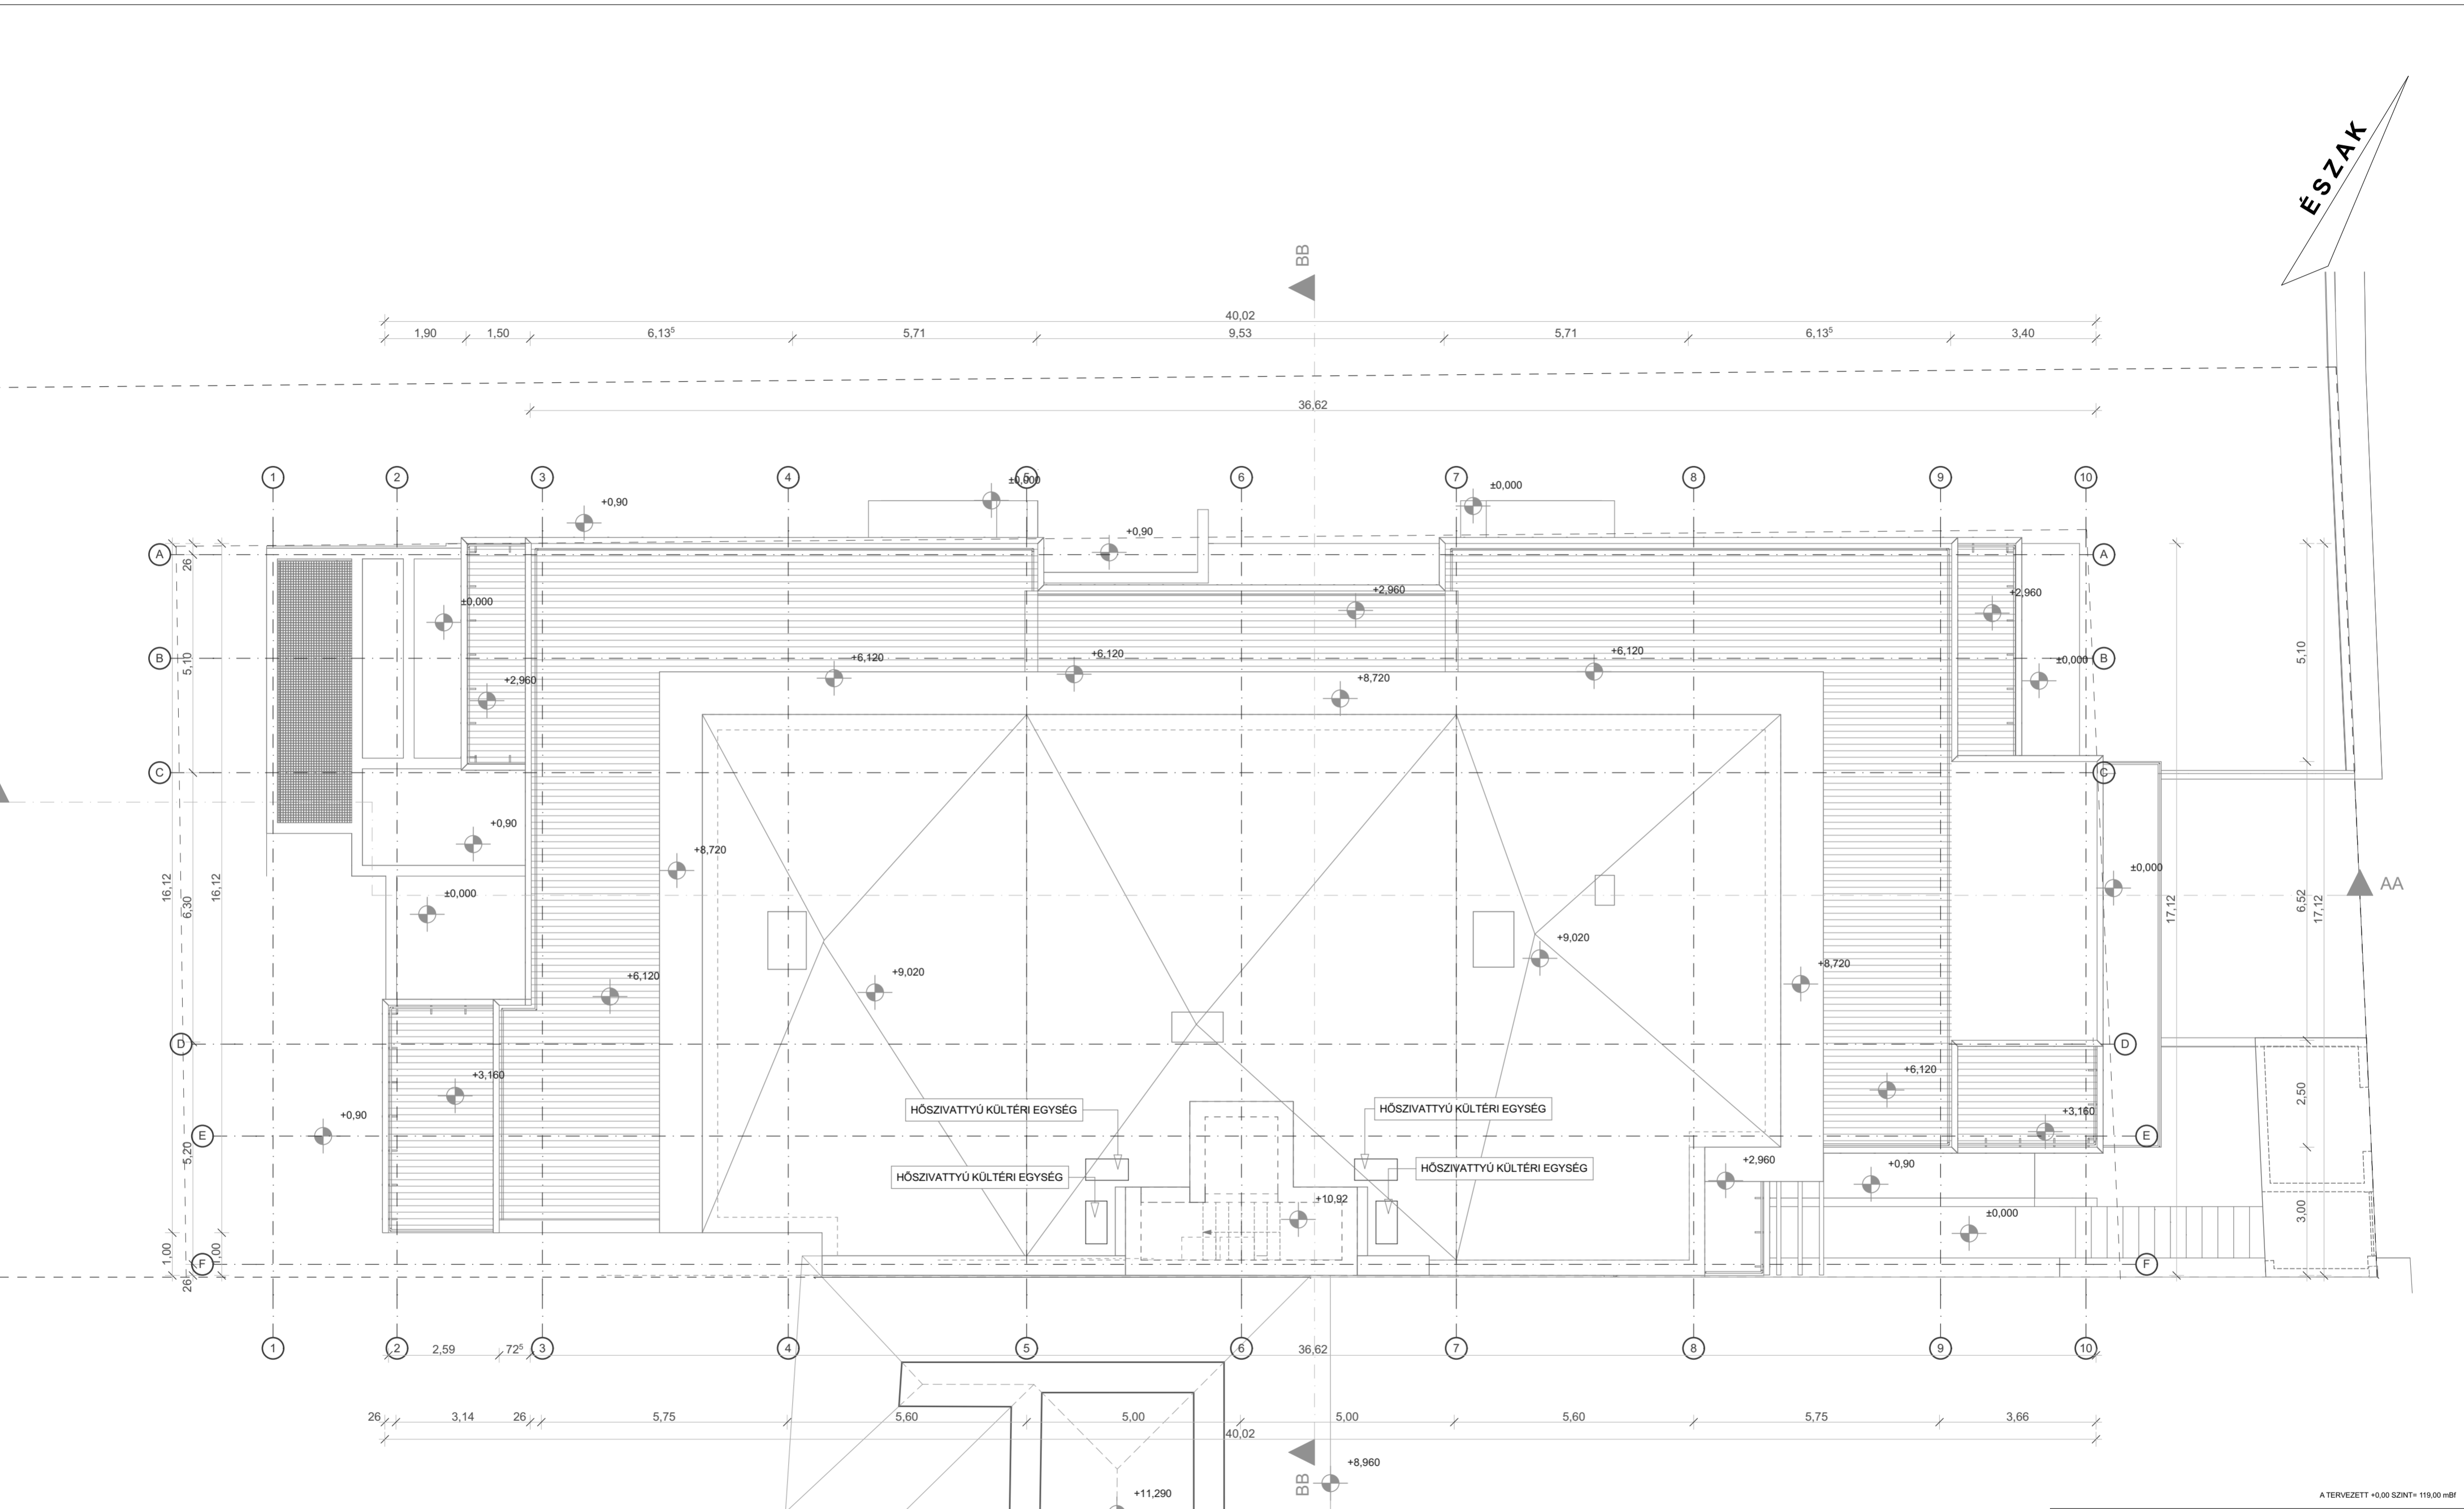 ÉSZAK
BB
40,02
1,90 1,50 6,13⁵ 5,71 9,53 5,71 6,13⁵ 3,40
36,62
1 2 3 4 5 6 7 8 9 10
±0,000
±0,000
+0,90
+0,90
A A
26
±0,000
+2,960
+2,960
B B
5,10
5,10
+6,120
+6,120
+6,120
±0,000
+2,960
+8,720
C C
+0,90
+8,720
±0,000
AA
16,12
6,30
16,12
±0,000
17,12
6,52
17,12
+9,020
+8,720
+6,120
+9,020
D D
+3,160
+6,120
2,50
HŐSZIVATTYÚ KÜLTÉRI EGYSÉG
HŐSZIVATTYÚ KÜLTÉRI EGYSÉG
+0,90
+3,160
E E
5,20
+2,960
+0,90
HŐSZIVATTYÚ KÜLTÉRI EGYSÉG
HŐSZIVATTYÚ KÜLTÉRI EGYSÉG
+10,92
±0,000
3,00
1,00
1,00
F F
26
1 2 3 4 5 6 7 8 9 10
2,59 72⁵ 36,62
26 3,14 26 5,75 5,60 5,00 5,00 5,60 5,75 3,66
40,02
BB
+8,960
+11,290
A TERVEZETT +0,00 SZINT= 119,00 mBf